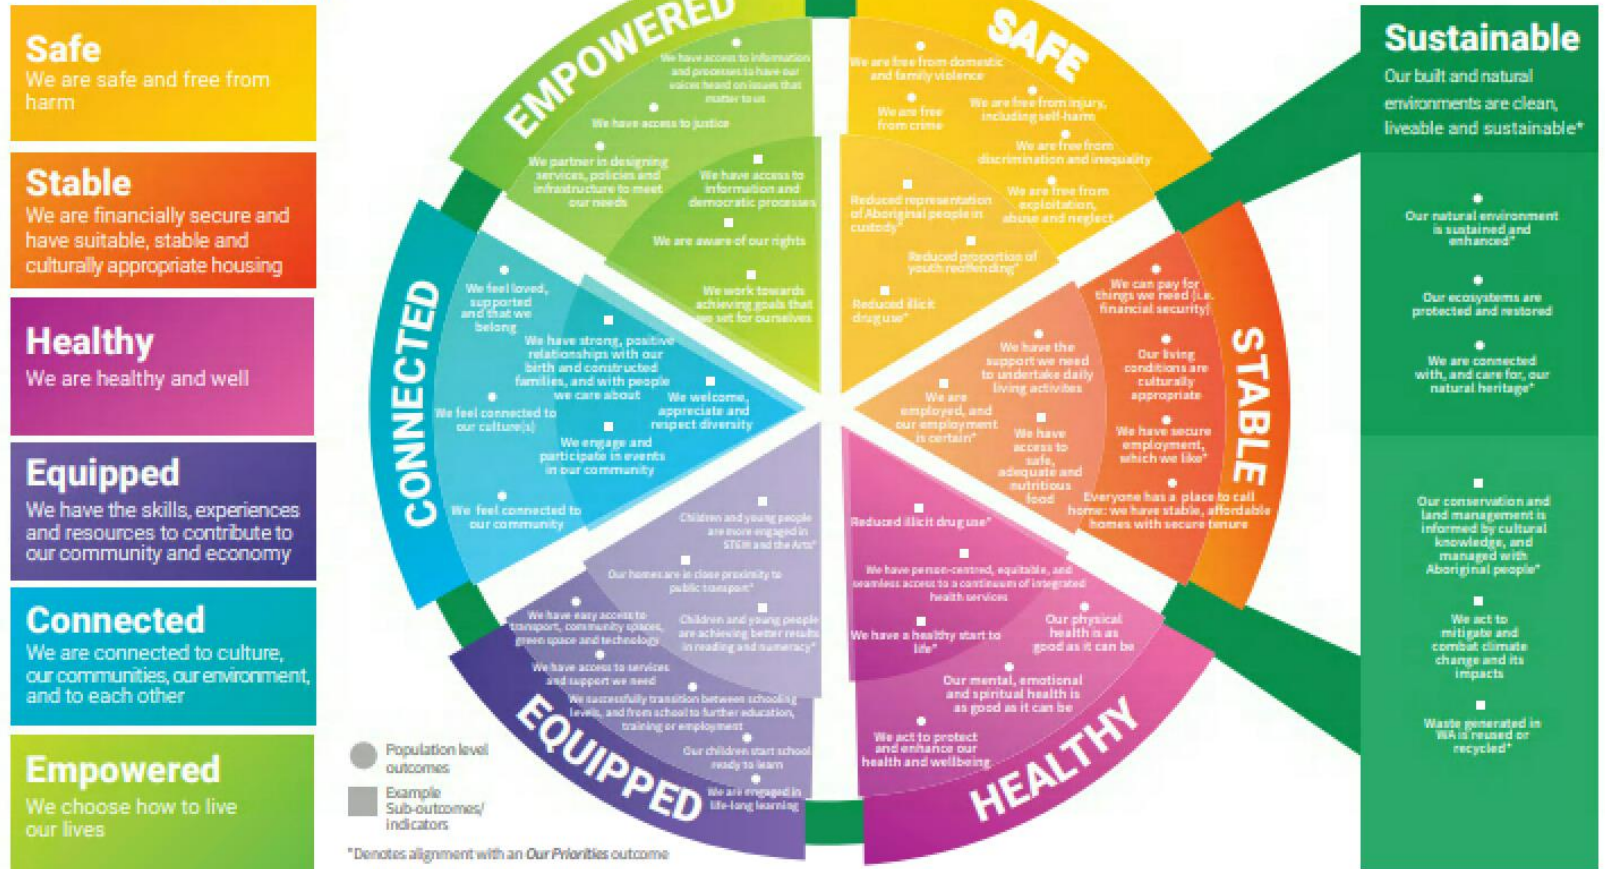 Safe
We are safe and free from
harm
Stable
We are financially secure and
have suitable, stable and
culturally appropriate housing
Healthy
We are healthy and well
Equipped
We have the skills, experiences
and resources to contribute to
our community and economy
Connected
We are connected to culture,
our communities, our environment,
and to each other
Empowered
We choose how to live
our lives
EMPOWERED
We have access to information
and processes to have our
voices heard on issues that
matter to us
We have access to justice
We partner in designing
services, policies and
infrastructure to meet
our needs
We have access to
information and
democratic processes
We are aware of our rights
We work towards
achieving goals that
we set for ourselves
SAFE
We are free from domestic
and family violence
We are free
from crime
We are free from injury,
including self-harm
We are free from
discrimination and inequality
We are free from
exploitation,
abuse and neglect
Reduced representation
of Aboriginal people in
custody*
Reduced proportion of
youth reoffending*
Reduced illicit
drug use*
STABLE
We can pay for
things we need (i.e.
financial security)
Our living
conditions are
culturally
appropriate
We have secure
employment,
which we like*
Everyone has a place to call
home: we have stable, affordable
homes with secure tenure
We have the
support we need
to undertake daily
living activites
We are
employed, and
our employment
is certain*
We have
access to
safe,
adequate and
nutritious
food
HEALTHY
Reduced illicit drug use*
We have person-centred, equitable, and
seamless access to a continuum of integrated
health services
We have a healthy start to
life*
Our physical
health is as
good as it can be
Our mental, emotional
and spiritual health is
as good as it can be
We act to protect
and enhance our
health and wellbeing
EQUIPPED
Children and young people
are more engaged in
STEM and the Arts*
Our homes are in close proximity to
public transport*
Children and young people
are achieving better results
in reading and numeracy*
We have easy access to
transport, community spaces,
green space and technology
We have access to services
and support we need
We successfully transition between schooling
levels, and from school to further education,
training or employment
Our children start school
ready to learn
We are engaged in
life-long learning
CONNECTED
We feel loved,
supported
and that we
belong
We feel connected to
our culture(s)
We feel connected to
our community
We have strong, positive
relationships with our
birth and constructed
families, and with people
we care about
We welcome,
appreciate and
respect diversity
We engage and
participate in events
in our community
Population level
outcomes
Example
Sub-outcomes/
indicators
*Denotes alignment with an Our Priorities outcome
Sustainable
Our built and natural
environments are clean,
liveable and sustainable*
Our natural environment
is sustained and
enhanced*
Our ecosystems are
protected and restored
We are connected
with, and care for, our
natural heritage*
Our conservation and
land management is
informed by cultural
knowledge, and
managed with
Aboriginal people*
We act to
mitigate and
combat climate
change and its
impacts
Waste generated in
WA is reused or
recycled*